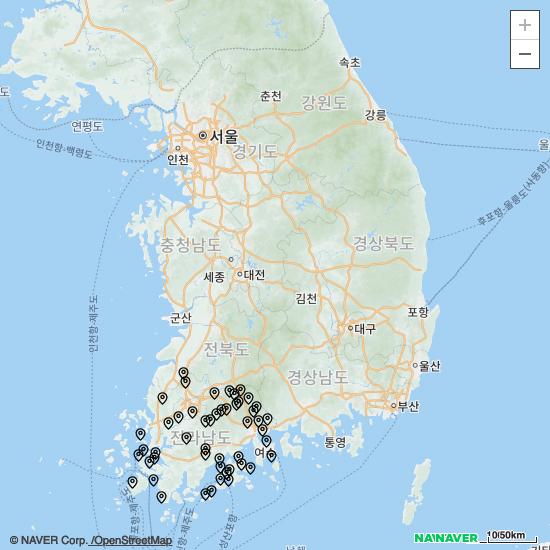 속초
춘천
강원도
강릉
도
연평도
서울
인천
경기도
인천항-백령도
울
후포항-울릉도(사동항)
충청남도
경상북도
세종
대전
김천
인천항-제주도
군산
포항
대구
전북도
울산
경상남도
부산
전라남도
통영
여
© NAVER Corp. /OpenStreetMap
NAVER
10/50km